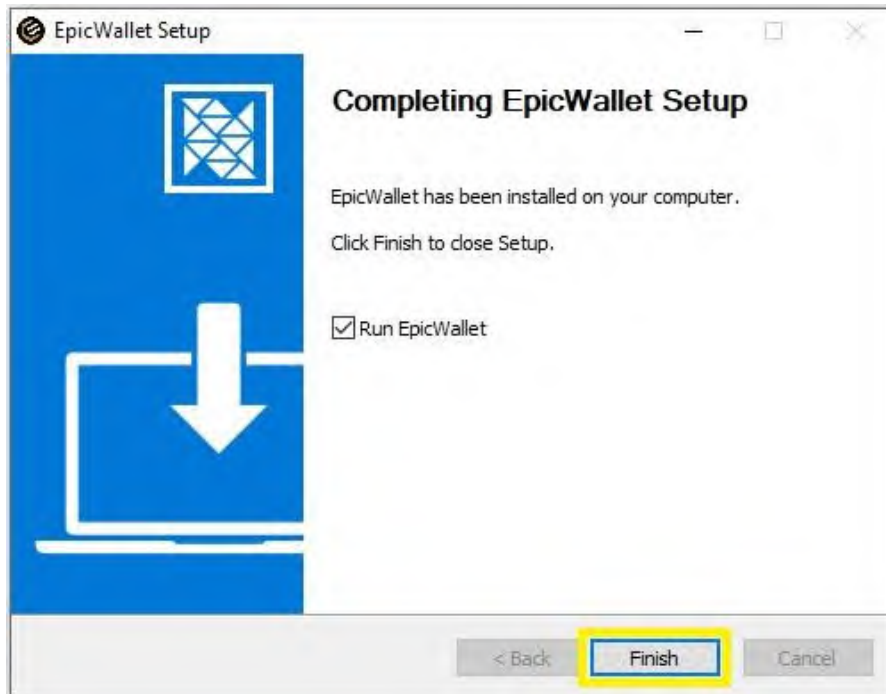 EpicWallet Setup
Completing EpicWallet Setup
EpicWallet has been installed on your computer.
Click Finish to close Setup.
Run EpicWallet
< Back
Finish
Cancel